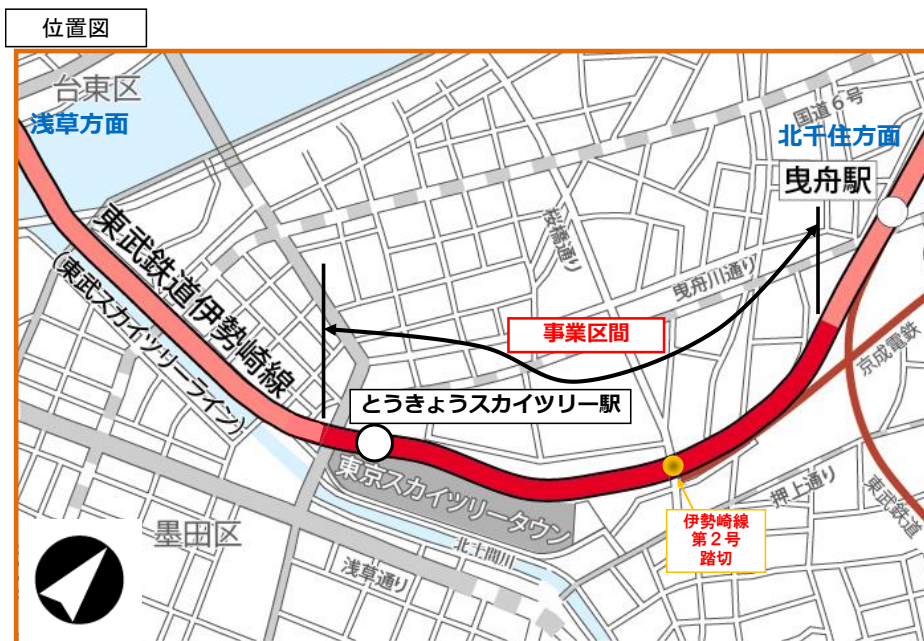 位置図
台東区
浅草方面
国道6号
北千住方面
曳舟駅
桜橋通り
東武鉄道伊勢崎線
(東武スカイツリーライン)
曳舟川通り
事業区間
京成電鉄
とうきょうスカイツリー駅
東京スカイツリータウン
押上通り
東武鉄道
伊勢崎線
第2号
踏切
墨田区
北十間川
浅草通り